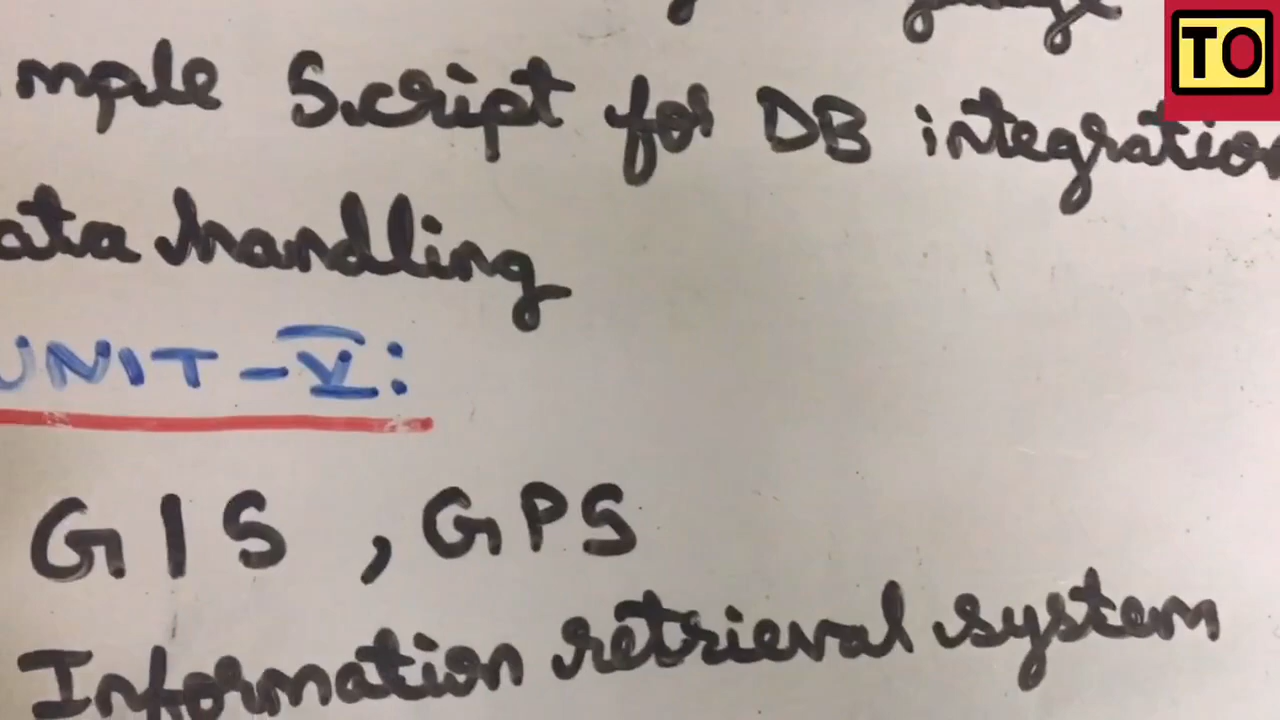 TO
mple Script for DB integration
ata handling
UNIT-V:
GIS, GPS
Information retrieval system